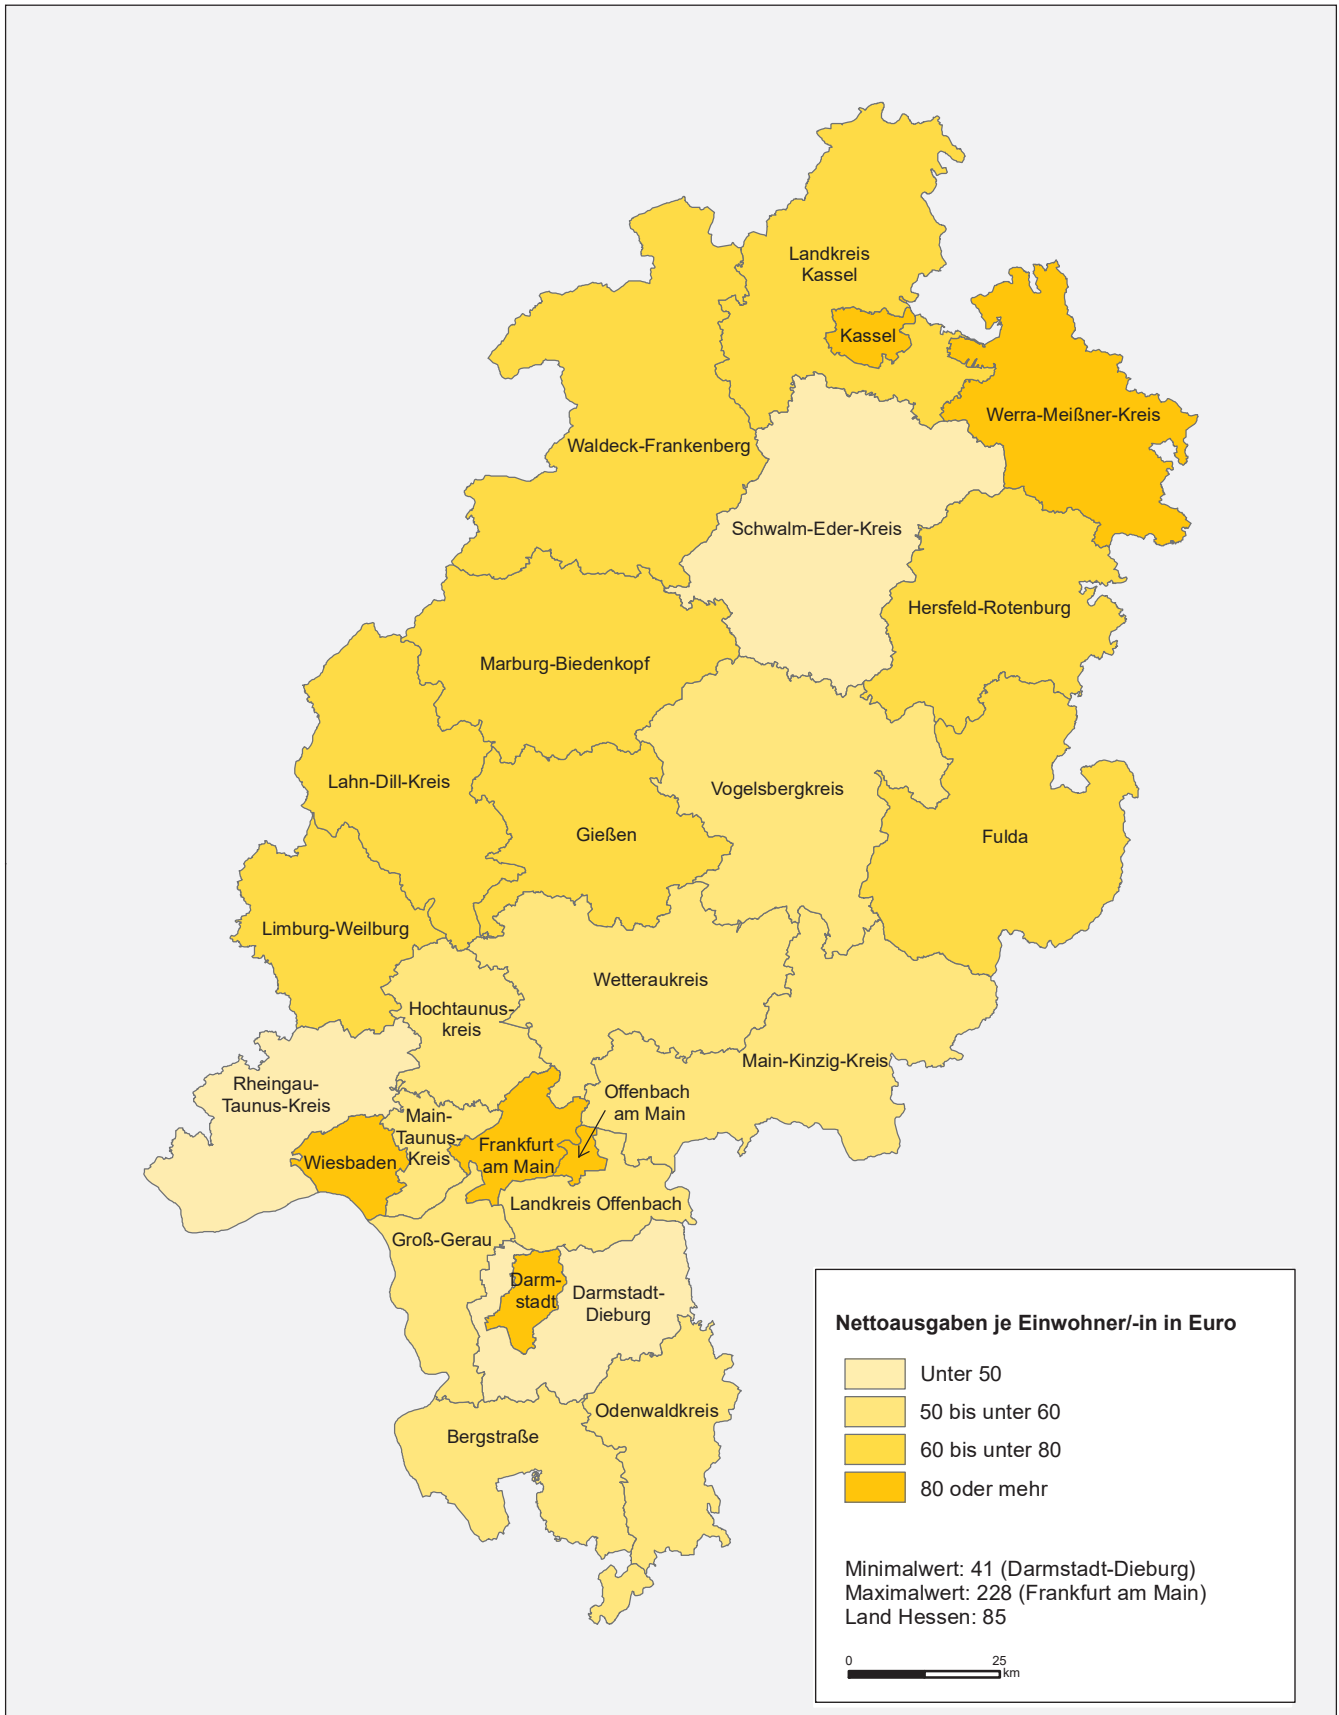 Landkreis
Kassel
Kassel
Werra-Meißner-Kreis
Waldeck-Frankenberg
Schwalm-Eder-Kreis
Hersfeld-Rotenburg
Marburg-Biedenkopf
Lahn-Dill-Kreis
Vogelsbergkreis
Gießen
Fulda
Limburg-Weilburg
Wetteraukreis
Hochtaunus-
kreis
Main-Kinzig-Kreis
Rheingau-
Taunus-Kreis
Offenbach
am Main
Main-
Taunus-
Kreis
Frankfurt
am Main
Wiesbaden
Landkreis Offenbach
Groß-Gerau
Darm-
stadt
Darmstadt-
Dieburg
Odenwaldkreis
Bergstraße
Nettoausgaben je Einwohner/-in in Euro
Unter 50
50 bis unter 60
60 bis unter 80
80 oder mehr
Minimalwert: 41 (Darmstadt-Dieburg)
Maximalwert: 228 (Frankfurt am Main)
Land Hessen: 85
0 25
km